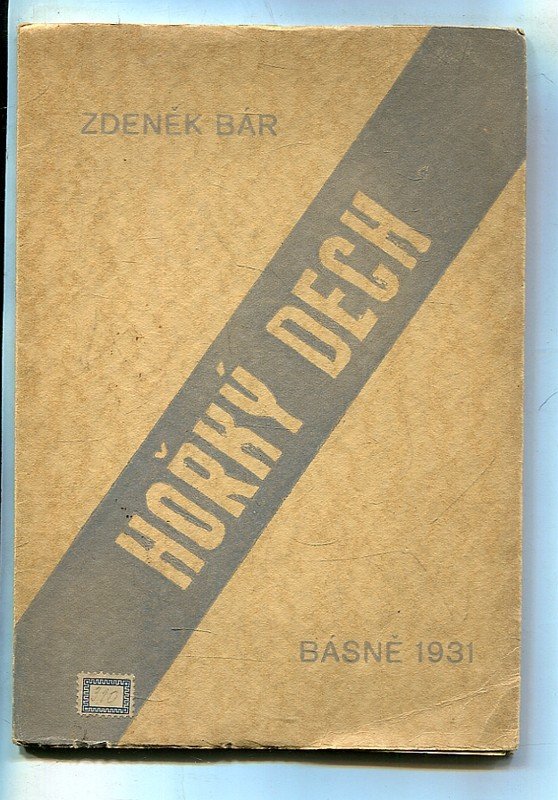 ZDENĚK BÁR
HOŘKÝ DECH
BÁSNĚ 1931